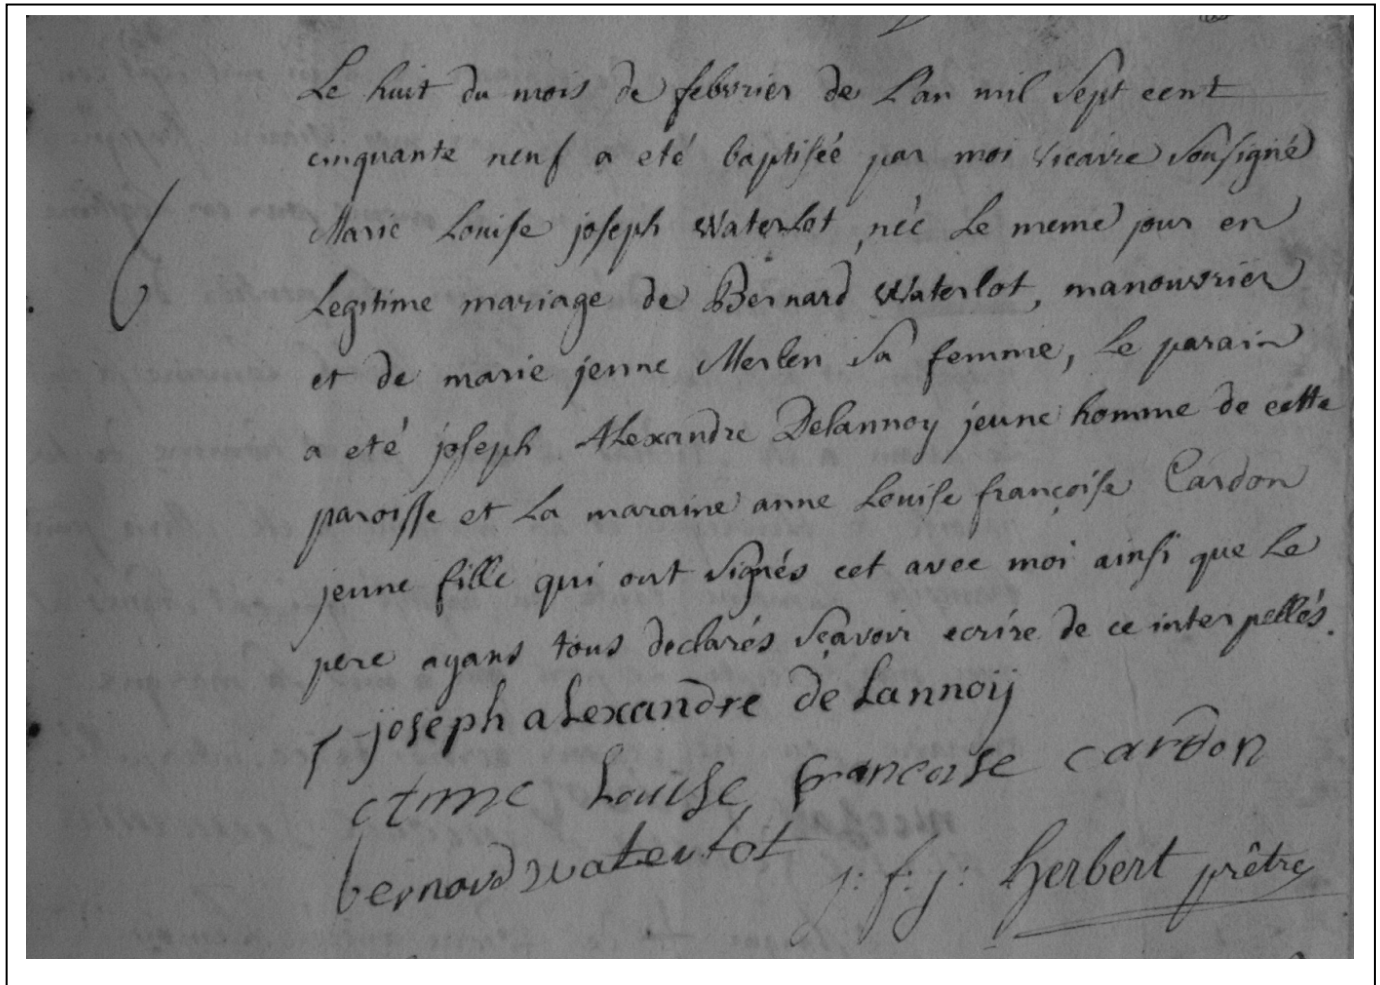 Le huit du mois de febvrier de L'an mil sept cent
cinquante neuf a eté baptisée par moi vicaire sousigné
6
Marie Louise joseph Waterlot, née Le meme jour en
Legitime mariage de Bernard Waterlot, manouvrier
et de marie jenne Merlen sa femme, Le parain
a eté joseph Alexandre Delannoy jeune homme de cette
paroisse et La maraine anne Louise françoise Cardon
jeune fille qui ont signés cet avec moi ainsi que Le
pere ayans tous declarés sçavoir ecrire de ce interpellés.
joseph alexandre de Lannoij
anne Louise francoise cardon
bernard waterlot
j: f: j: Herbert prêtre